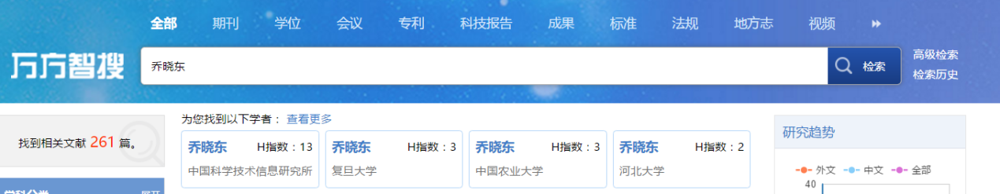 全部 期刊 学位 会议 专利 科技报告 成果 标准 法规 地方志 视频
万方智搜
乔晓东
检索
高级检索
检索历史
找到相关文献 261 篇。
为您找到以下学者： 查看更多
乔晓东 H指数：13
中国科学技术信息研究所
乔晓东 H指数：3
复旦大学
乔晓东 H指数：3
中国农业大学
乔晓东 H指数：2
河北大学
研究趋势
外文 中文 全部
40
学科分类 展开